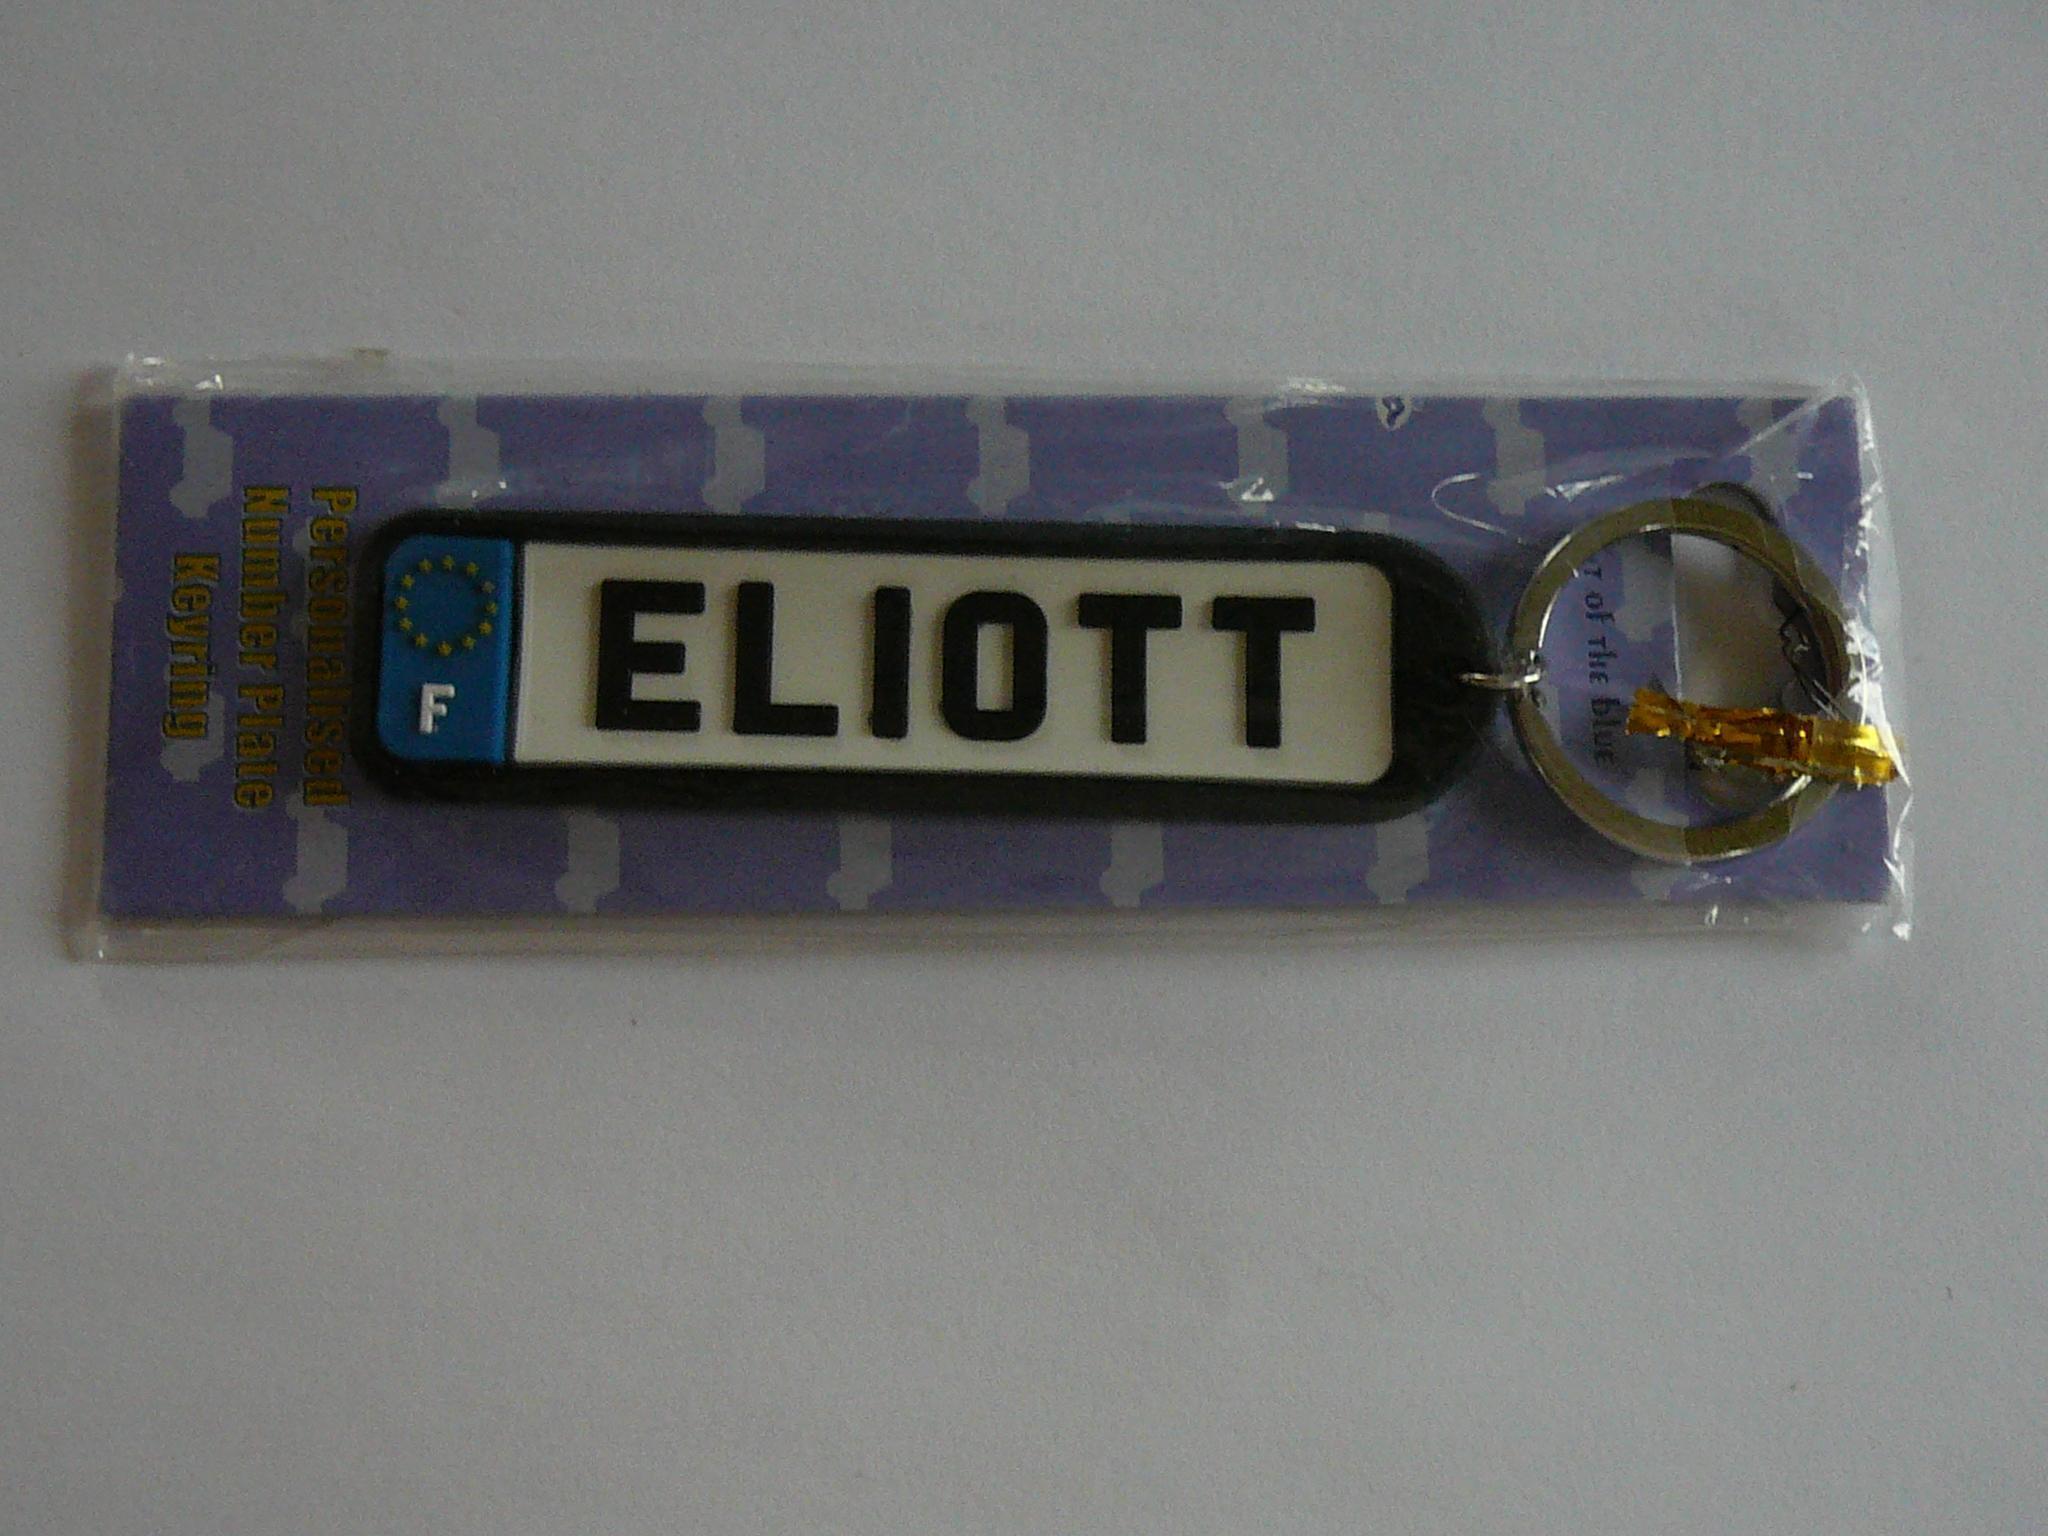 F
ELIOTT
Personalised
Number Plate
Keyring
of the blue